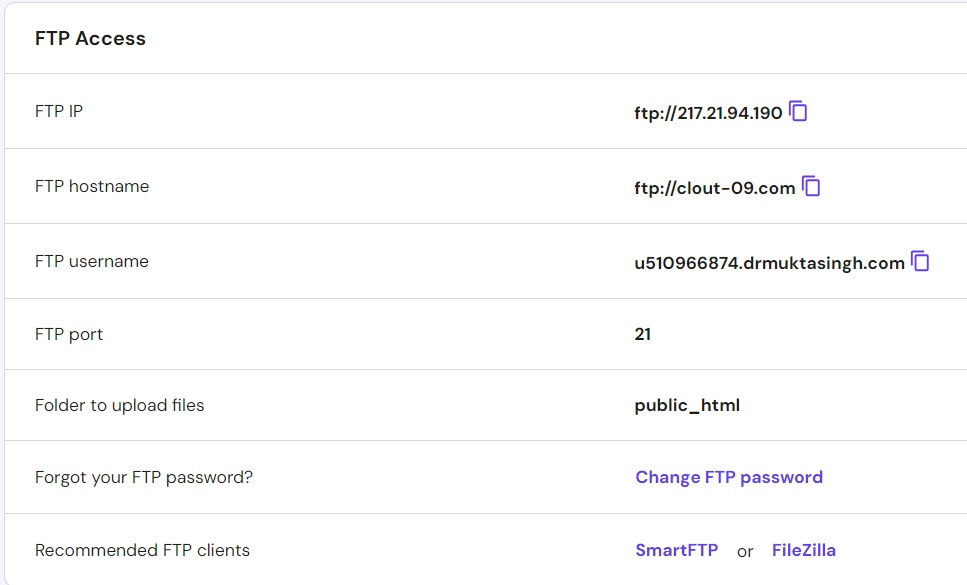 FTP Access
FTP IP ftp://217.21.94.190
FTP hostname ftp://clout-09.com
FTP username u510966874.drmuktasingh.com
FTP port 21
Folder to upload files public_html
Forgot your FTP password? Change FTP password
Recommended FTP clients SmartFTP or FileZilla